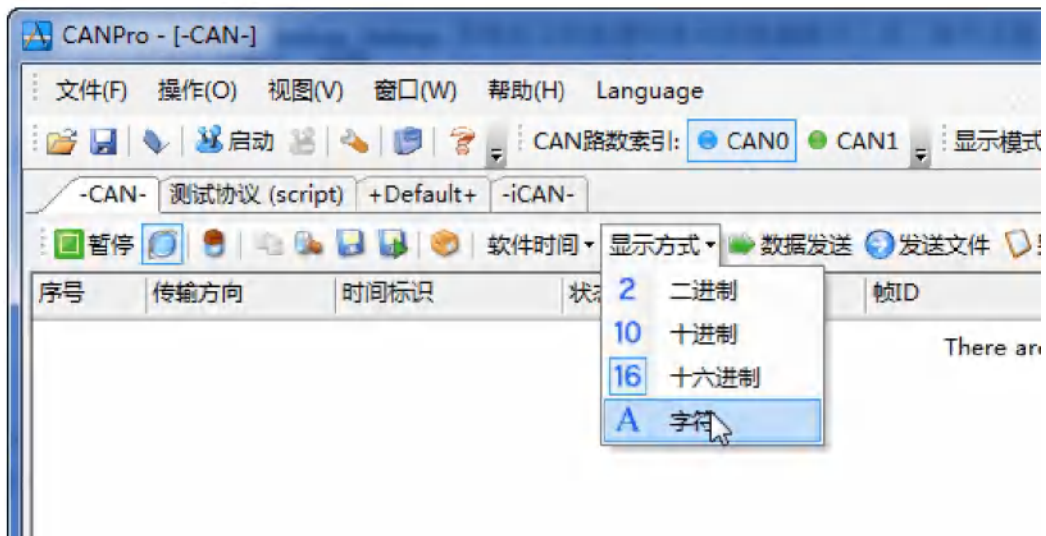 CANPro - [-CAN-]
文件(F) 操作(O) 视图(V) 窗口(W) 帮助(H) Language
启动 CAN路数索引: CAN0 CAN1 显示模式
-CAN- 测试协议 (script) +Default+ -iCAN-
暂停 软件时间 显示方式 数据发送 发送文件
序号 传输方向 时间标识 帧ID
2 二进制
There are
10 十进制
16 十六进制
A 字符